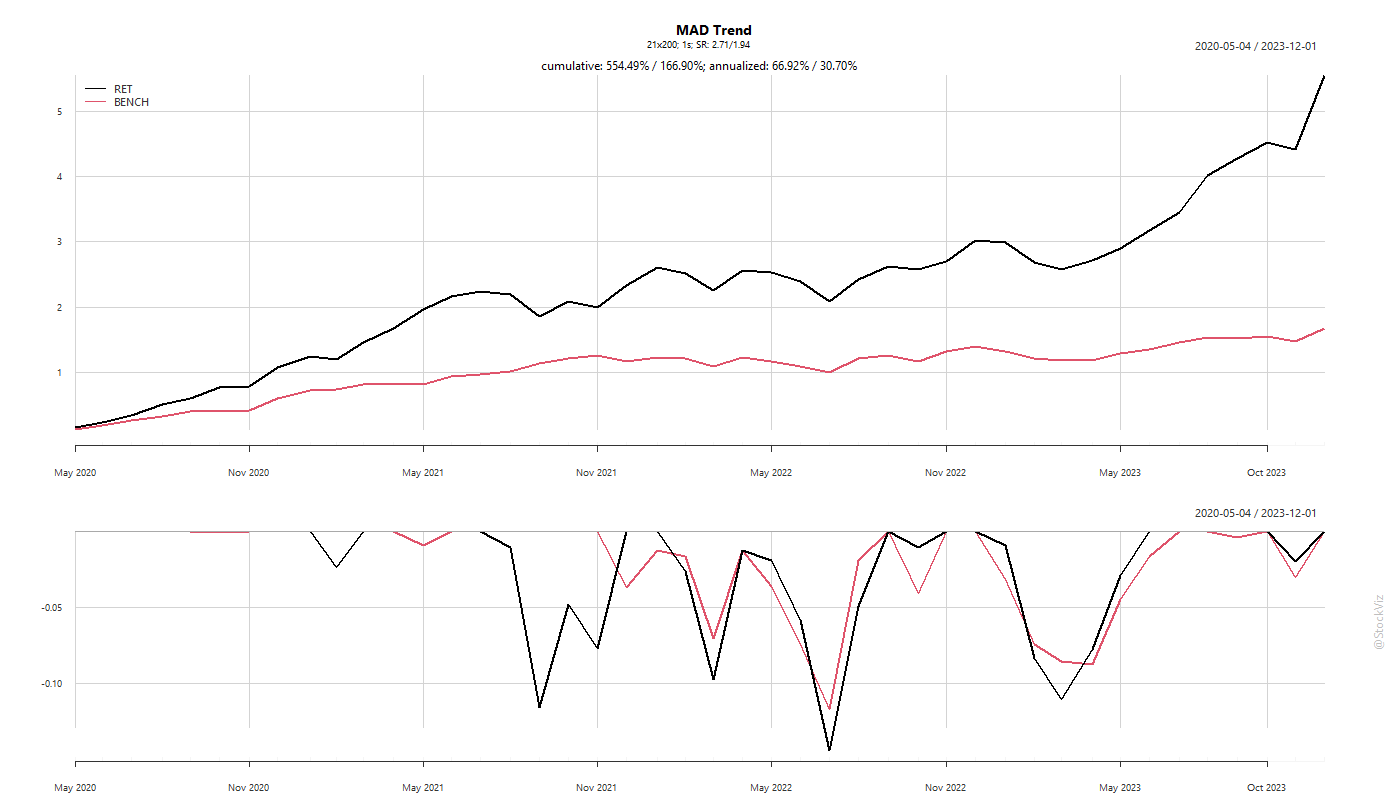 MAD Trend
21x200; 1s; SR: 2.71/1.94
2020-05-04 / 2023-12-01
cumulative: 554.49% / 166.90%; annualized: 66.92% / 30.70%
RET
BENCH
5
4
3
2
1
May 2020 Nov 2020 May 2021 Nov 2021 May 2022 Nov 2022 May 2023 Oct 2023
2020-05-04 / 2023-12-01
-0.05
-0.10
May 2020 Nov 2020 May 2021 Nov 2021 May 2022 Nov 2022 May 2023 Oct 2023
@StockViz